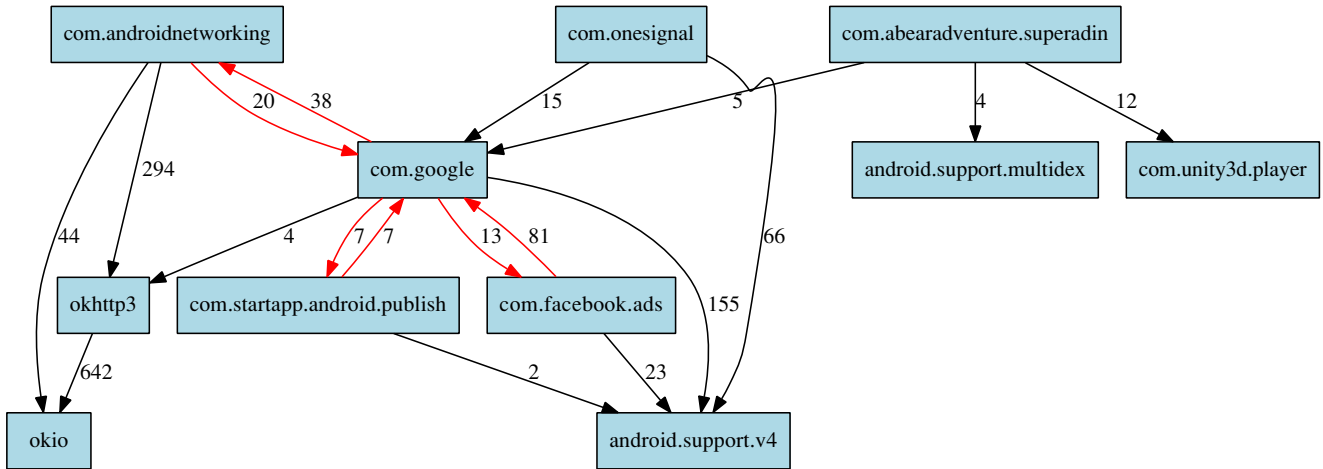 com.androidnetworking
com.onesignal
com.abearadventure.superadin
20
38
15
5
4
12
com.google
android.support.multidex
com.unity3d.player
294
44
4
7
7
13
81
66
okhttp3
com.startapp.android.publish
com.facebook.ads
155
642
2
23
okio
android.support.v4